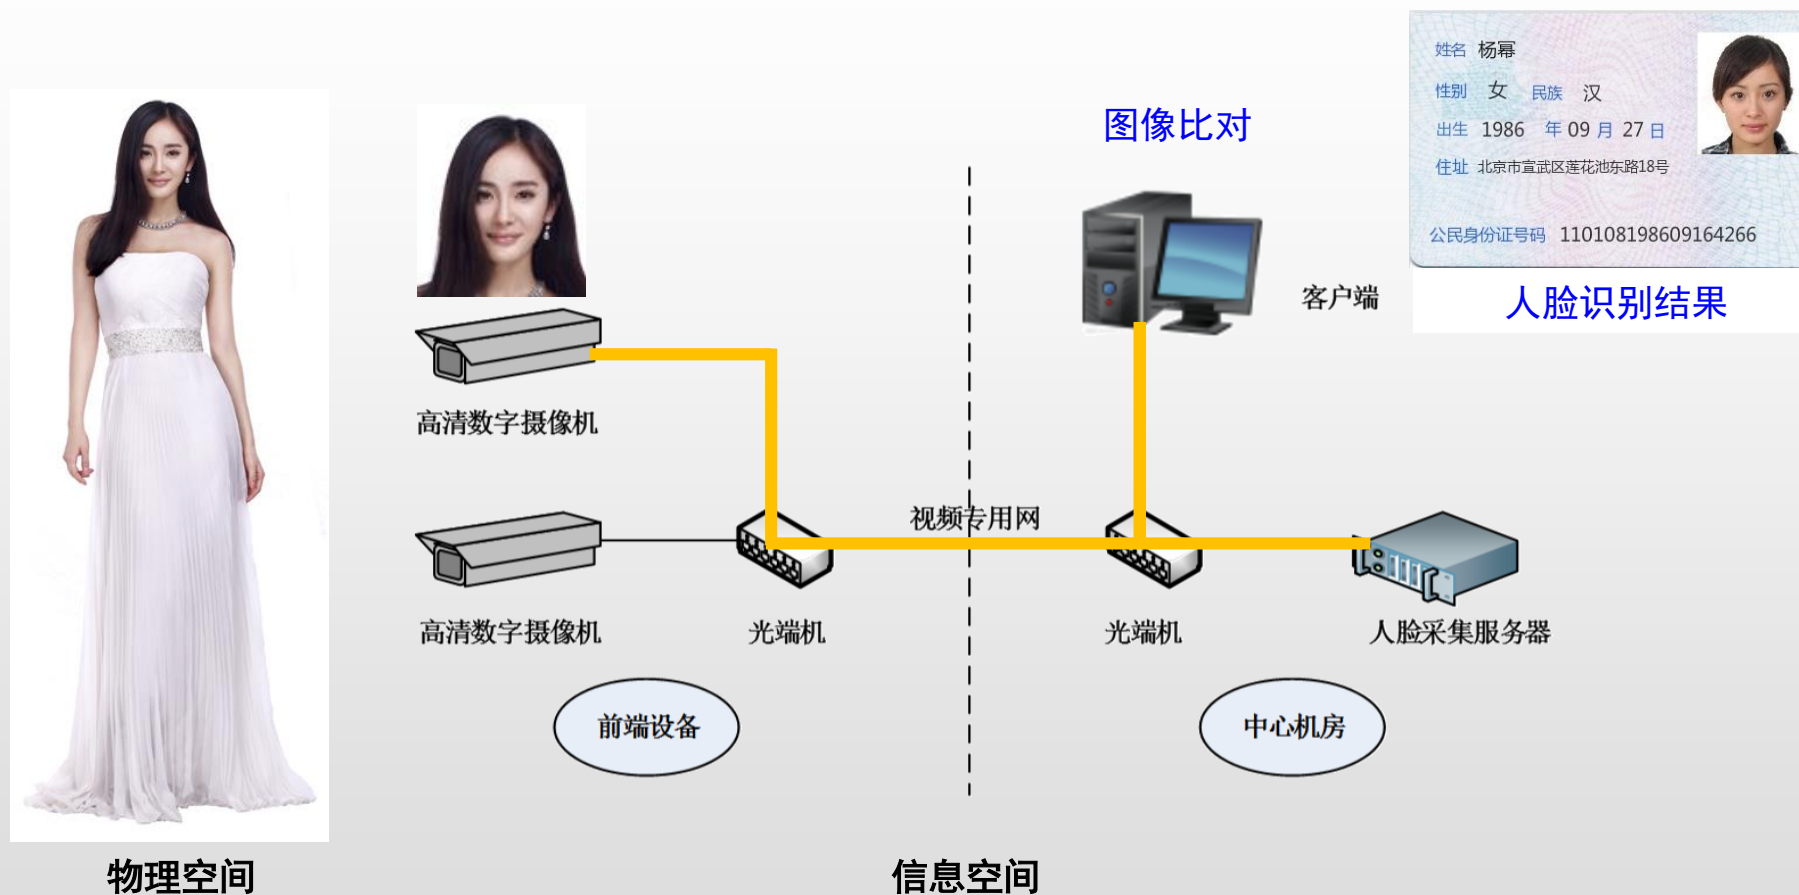 姓名 杨幂
性别 女 民族 汉
出生 1986 年 09 月 27 日
住址 北京市宣武区莲花池东路18号
公民身份证号码 110108198609164266
人脸识别结果
图像比对
客户端
高清数字摄像机
视频专用网
高清数字摄像机
光端机
光端机
人脸采集服务器
前端设备
中心机房
物理空间
信息空间